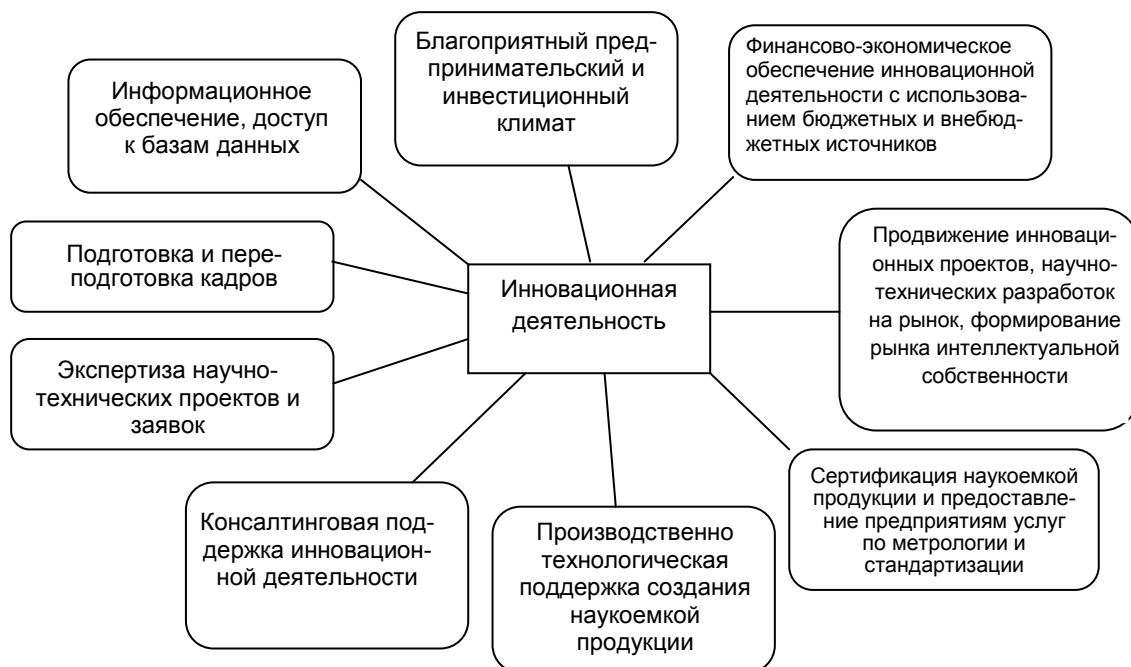 Благоприятный пред-
принимательский и
инвестиционный
климат
Финансово-экономическое
обеспечение инновационной
деятельности с использова-
нием бюджетных и внебюд-
жетных источников
Информационное
обеспечение, доступ
к базам данных
Подготовка и пере-
подготовка кадров
Инновационная
деятельность
Продвижение инноваци-
онных проектов, научно-
технических разработок
на рынок, формирование
рынка интеллектуальной
собственности
Экспертиза научно-
технических проектов и
заявок
Консалтинговая под-
держка инновацион-
ной деятельности
Производственно
технологическая
поддержка создания
наукоемкой
продукции
Сертификация наукоемкой
продукции и предоставле-
ние предприятиям услуг
по метрологии и
стандартизации